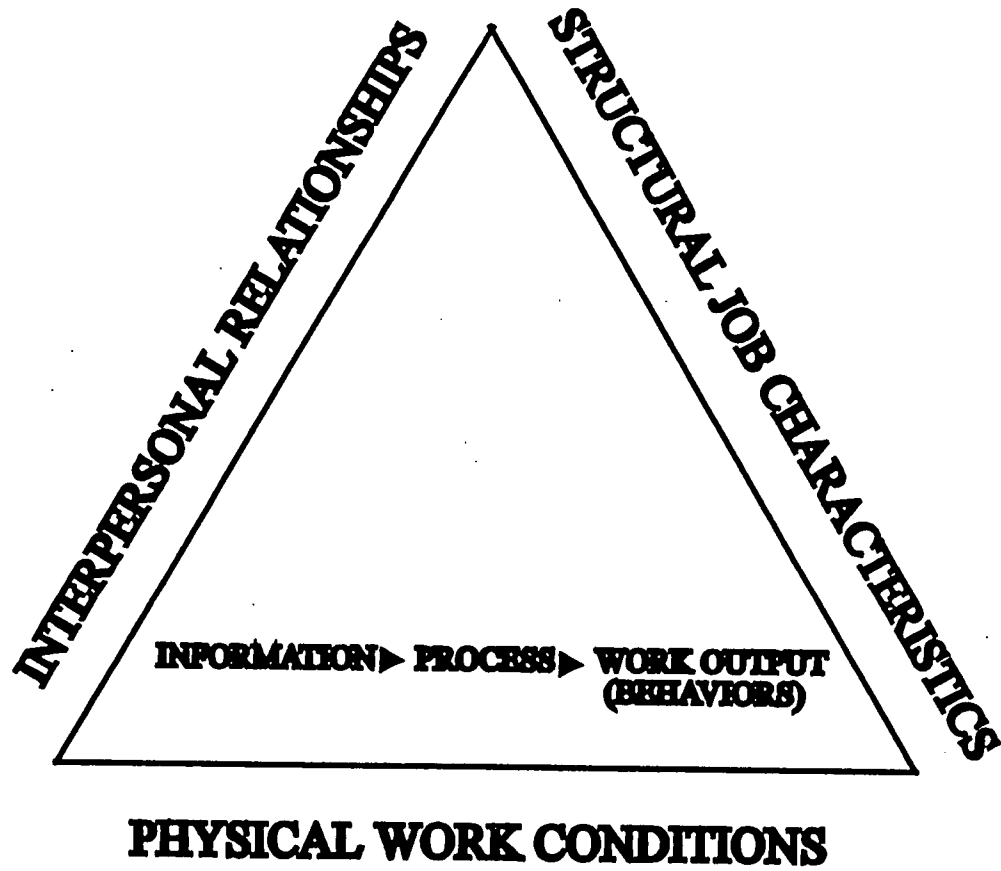 INTERPERSONAL RELATIONSHIPS
STRUCTURAL JOB CHARACTERISTICS
INFORMATION ▶ PROCESS ▶ WORK OUTPUT
(BEHAVIORS)
PHYSICAL WORK CONDITIONS